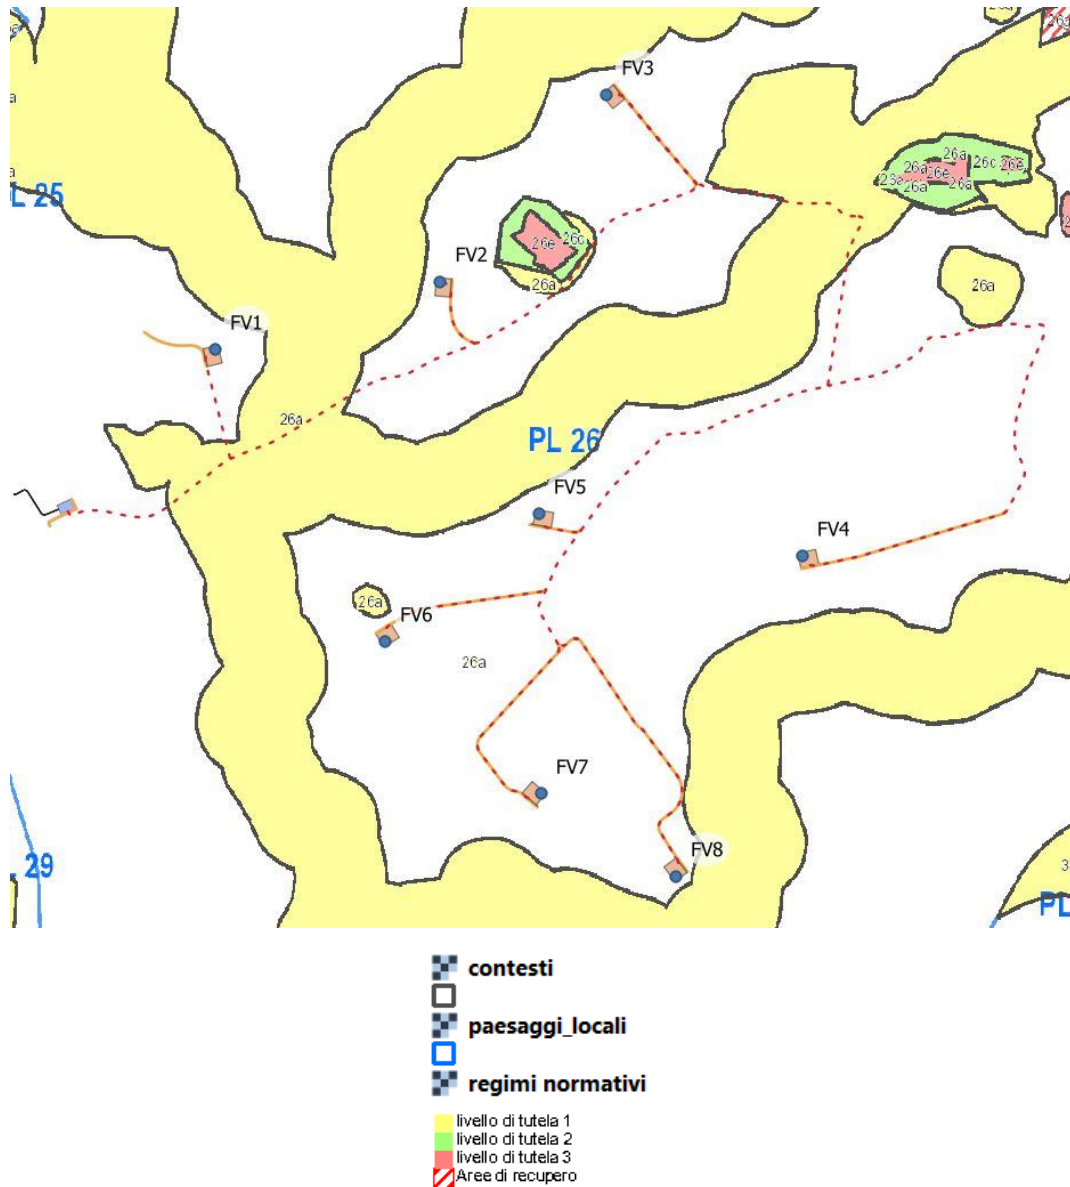 FV3
26a
26c
26e
26a
26e
26a
26a
26a
L 25
26e
26c
FV2
26a
26a
FV1
26a
PL 26
FV5
FV4
26a
FV6
26a
FV7
FV8
29
PL
contesti
paesaggi_locali
regimi normativi
livello di tutela 1
livello di tutela 2
livello di tutela 3
Aree di recupero